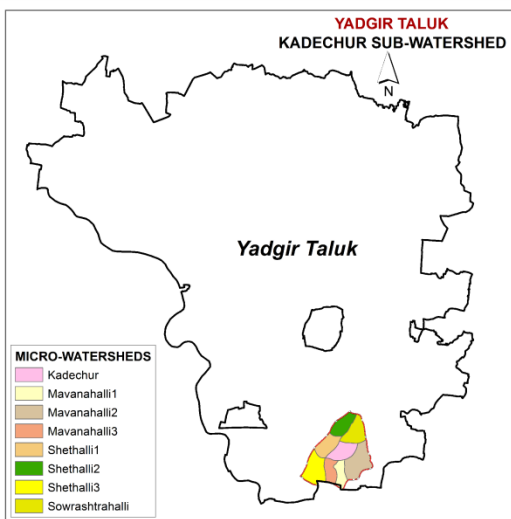 YADGIR TALUK
KADECHUR SUB-WATERSHED
N
Yadgir Taluk
MICRO-WATERSHEDS
Kadechur
Mavanahalli1
Mavanahalli2
Mavanahalli3
Shethalli1
Shethalli2
Shethalli3
Sowrashtrahalli